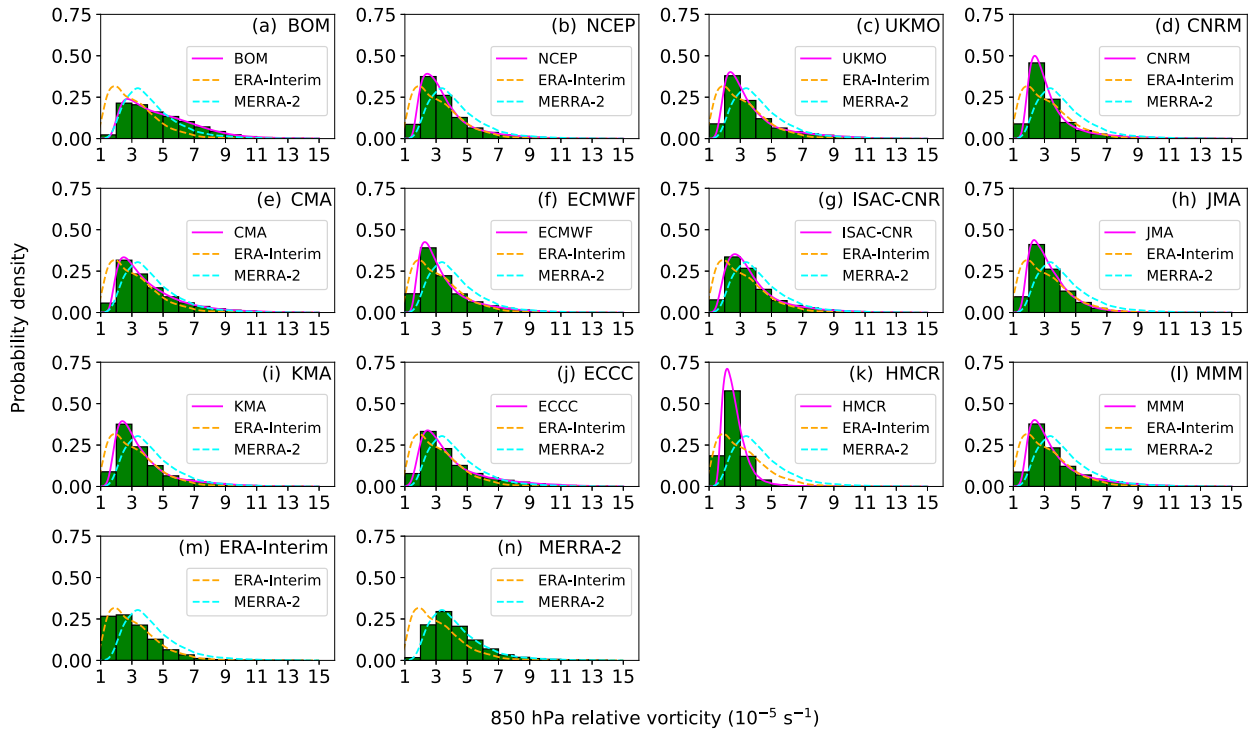 (a) BOM
(b) NCEP
(c) UKMO
(d) CNRM
0.75
0.50
0.25
0.00
BOM
ERA-Interim
MERRA-2
1 3 5 7 9 11 13 15
0.75
0.50
0.25
0.00
NCEP
ERA-Interim
MERRA-2
1 3 5 7 9 11 13 15
0.75
0.50
0.25
0.00
UKMO
ERA-Interim
MERRA-2
1 3 5 7 9 11 13 15
0.75
0.50
0.25
0.00
CNRM
ERA-Interim
MERRA-2
1 3 5 7 9 11 13 15
(e) CMA
(f) ECMWF
(g) ISAC-CNR
(h) JMA
0.75
0.50
0.25
0.00
CMA
ERA-Interim
MERRA-2
1 3 5 7 9 11 13 15
0.75
0.50
0.25
0.00
ECMWF
ERA-Interim
MERRA-2
1 3 5 7 9 11 13 15
0.75
0.50
0.25
0.00
ISAC-CNR
ERA-Interim
MERRA-2
1 3 5 7 9 11 13 15
0.75
0.50
0.25
0.00
JMA
ERA-Interim
MERRA-2
1 3 5 7 9 11 13 15
(i) KMA
(j) ECCC
(k) HMCR
(l) MMM
0.75
0.50
0.25
0.00
KMA
ERA-Interim
MERRA-2
1 3 5 7 9 11 13 15
0.75
0.50
0.25
0.00
ECCC
ERA-Interim
MERRA-2
1 3 5 7 9 11 13 15
0.75
0.50
0.25
0.00
HMCR
ERA-Interim
MERRA-2
1 3 5 7 9 11 13 15
0.75
0.50
0.25
0.00
MMM
ERA-Interim
MERRA-2
1 3 5 7 9 11 13 15
(m) ERA-Interim
(n) MERRA-2
0.75
0.50
0.25
0.00
ERA-Interim
MERRA-2
1 3 5 7 9 11 13 15
0.75
0.50
0.25
0.00
ERA-Interim
MERRA-2
1 3 5 7 9 11 13 15
Probability density
850 hPa relative vorticity (10⁻⁵ s⁻¹)